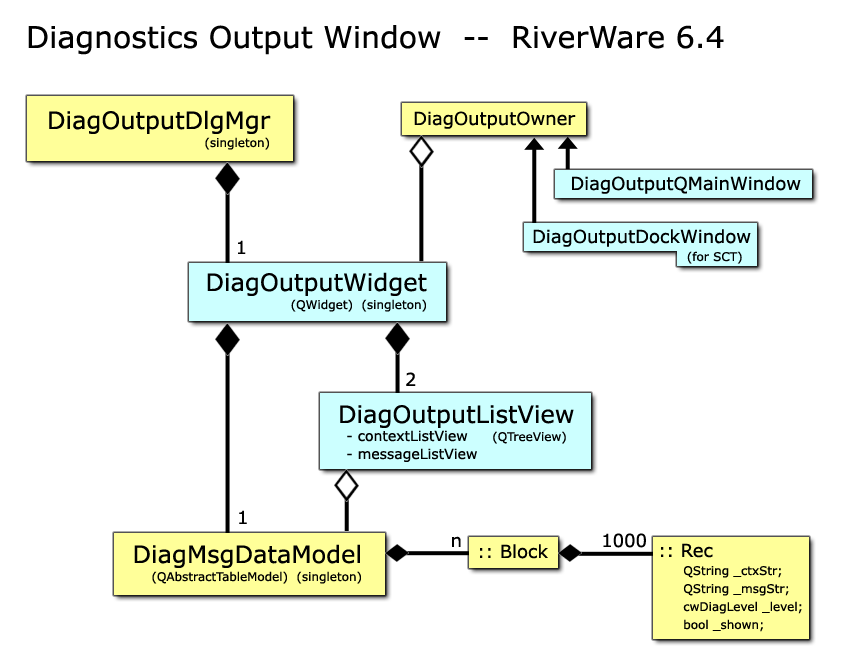 Diagnostics Output Window -- RiverWare 6.4
DiagOutputDlgMgr
(singleton)
DiagOutputOwner
DiagOutputQMainWindow
DiagOutputDockWindow
(for SCT)
1
DiagOutputWidget
(QWidget) (singleton)
2
DiagOutputListView
- contextListView (QTreeView)
- messageListView
1
DiagMsgDataModel
(QAbstractTableModel) (singleton)
n
:: Block
1000
:: Rec
QString _ctxStr;
QString _msgStr;
cwDiagLevel _level;
bool _shown;